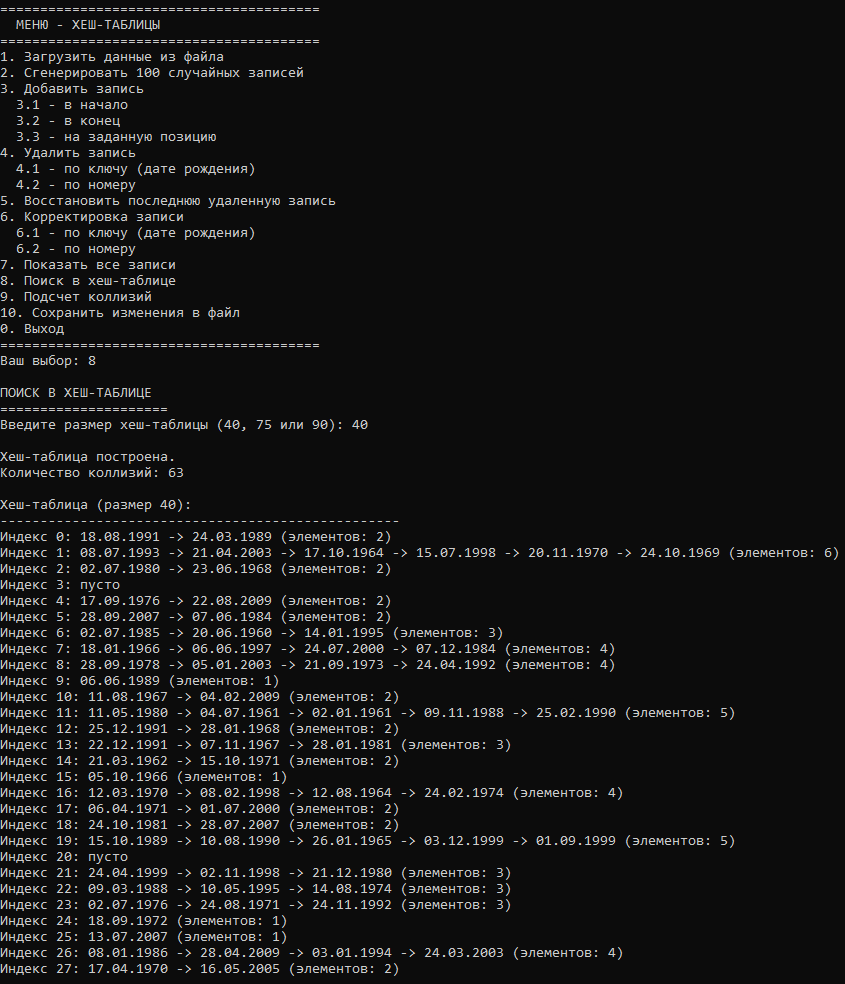 ========================================
  МЕНЮ - ХЕШ-ТАБЛИЦЫ
========================================
1. Загрузить данные из файла
2. Сгенерировать 100 случайных записей
3. Добавить запись
  3.1 - в начало
  3.2 - в конец
  3.3 - на заданную позицию
4. Удалить запись
  4.1 - по ключу (дате рождения)
  4.2 - по номеру
5. Восстановить последнюю удаленную запись
6. Корректировка записи
  6.1 - по ключу (дате рождения)
  6.2 - по номеру
7. Показать все записи
8. Поиск в хеш-таблице
9. Подсчет коллизий
10. Сохранить изменения в файл
0. Выход
========================================
Ваш выбор: 8

ПОИСК В ХЕШ-ТАБЛИЦЕ
=====================
Введите размер хеш-таблицы (40, 75 или 90): 40

Хеш-таблица построена.
Количество коллизий: 63

Хеш-таблица (размер 40):
--------------------------------------------------
Индекс 0: 18.08.1991 -> 24.03.1989 (элементов: 2)
Индекс 1: 08.07.1993 -> 21.04.2003 -> 17.10.1964 -> 15.07.1998 -> 20.11.1970 -> 24.10.1969 (элементов: 6)
Индекс 2: 02.07.1980 -> 23.06.1968 (элементов: 2)
Индекс 3: пусто
Индекс 4: 17.09.1976 -> 22.08.2009 (элементов: 2)
Индекс 5: 28.09.2007 -> 07.06.1984 (элементов: 2)
Индекс 6: 02.07.1985 -> 20.06.1960 -> 14.01.1995 (элементов: 3)
Индекс 7: 18.01.1966 -> 06.06.1997 -> 24.07.2000 -> 07.12.1984 (элементов: 4)
Индекс 8: 28.09.1978 -> 05.01.2003 -> 21.09.1973 -> 24.04.1992 (элементов: 4)
Индекс 9: 06.06.1989 (элементов: 1)
Индекс 10: 11.08.1967 -> 04.02.2009 (элементов: 2)
Индекс 11: 11.05.1980 -> 04.07.1961 -> 02.01.1961 -> 09.11.1988 -> 25.02.1990 (элементов: 5)
Индекс 12: 25.12.1991 -> 28.01.1968 (элементов: 2)
Индекс 13: 22.12.1991 -> 07.11.1967 -> 28.01.1981 (элементов: 3)
Индекс 14: 21.03.1962 -> 15.10.1971 (элементов: 2)
Индекс 15: 05.10.1966 (элементов: 1)
Индекс 16: 12.03.1970 -> 08.02.1998 -> 12.08.1964 -> 24.02.1974 (элементов: 4)
Индекс 17: 06.04.1971 -> 01.07.2000 (элементов: 2)
Индекс 18: 24.10.1981 -> 28.07.2007 (элементов: 2)
Индекс 19: 15.10.1989 -> 10.08.1990 -> 26.01.1965 -> 03.12.1999 -> 01.09.1999 (элементов: 5)
Индекс 20: пусто
Индекс 21: 24.04.1999 -> 02.11.1998 -> 21.12.1980 (элементов: 3)
Индекс 22: 09.03.1988 -> 10.05.1995 -> 14.08.1974 (элементов: 3)
Индекс 23: 02.07.1976 -> 24.08.1971 -> 24.11.1992 (элементов: 3)
Индекс 24: 18.09.1972 (элементов: 1)
Индекс 25: 13.07.2007 (элементов: 1)
Индекс 26: 08.01.1986 -> 28.04.2009 -> 03.01.1994 -> 24.03.2003 (элементов: 4)
Индекс 27: 17.04.1970 -> 16.05.2005 (элементов: 2)